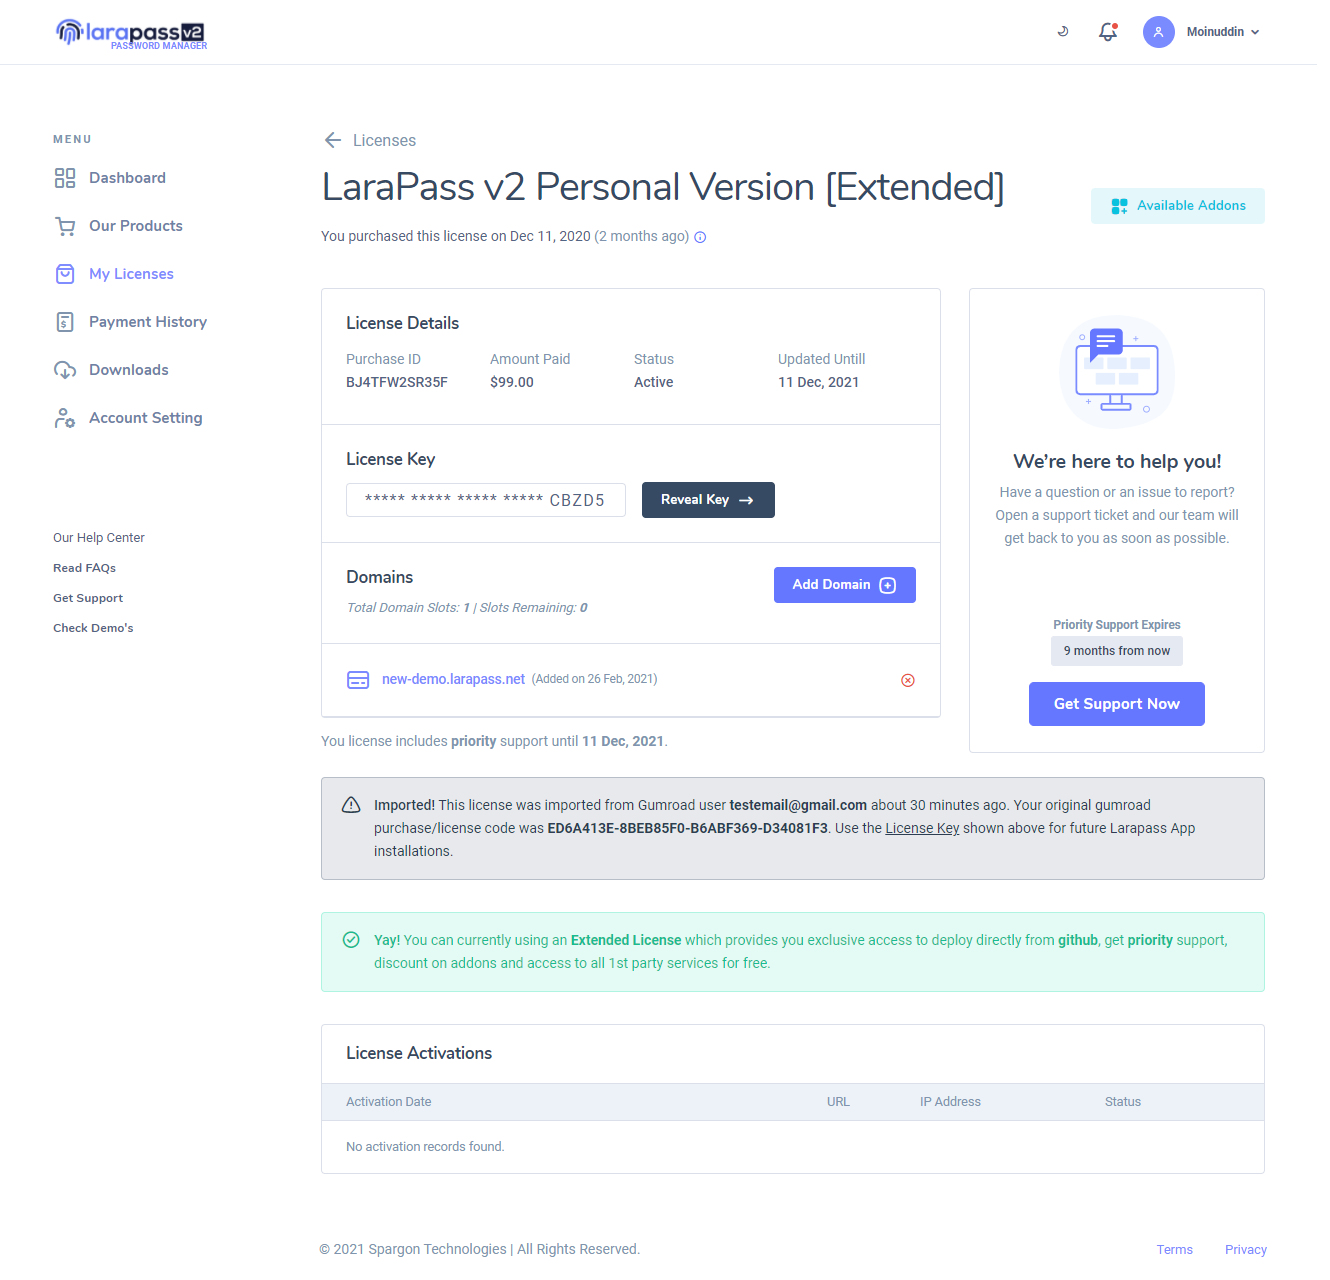 larapass v2
PASSWORD MANAGER
Moinuddin
MENU
Dashboard
Our Products
My Licenses
Payment History
Downloads
Account Setting
Our Help Center
Read FAQs
Get Support
Check Demo's
Licenses
LaraPass v2 Personal Version [Extended]
You purchased this license on Dec 11, 2020 (2 months ago)
Available Addons
License Details
Purchase ID Amount Paid Status Updated Untill
BJ4TFW2SR35F $99.00 Active 11 Dec, 2021
License Key
***** ***** ***** ***** CBZD5
Reveal Key
Domains
Total Domain Slots: 1 | Slots Remaining: 0
Add Domain
new-demo.larapass.net (Added on 26 Feb, 2021)
You license includes priority support until 11 Dec, 2021.
We're here to help you!
Have a question or an issue to report?
Open a support ticket and our team will
get back to you as soon as possible.
Priority Support Expires
9 months from now
Get Support Now
Imported! This license was imported from Gumroad user testemail@gmail.com about 30 minutes ago. Your original gumroad
purchase/license code was ED6A413E-8BEB85F0-B6ABF369-D34081F3. Use the License Key shown above for future Larapass App
installations.
Yay! You can currently using an Extended License which provides you exclusive access to deploy directly from github, get priority support,
discount on addons and access to all 1st party services for free.
License Activations
Activation Date URL IP Address Status
No activation records found.
© 2021 Spargon Technologies | All Rights Reserved.
Terms Privacy